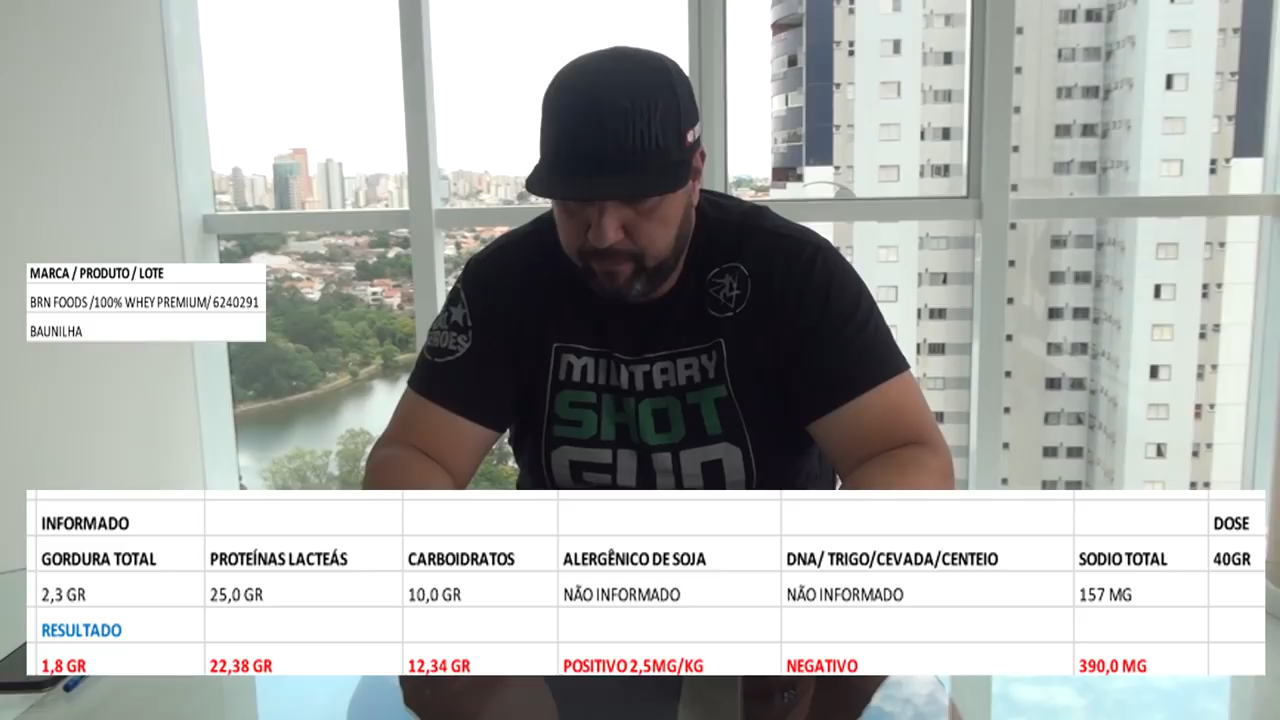 MARCA / PRODUTO / LOTE
BRN FOODS /100% WHEY PREMIUM/ 6240291
BAUNILHA
MILITARY
SHOT
GUN
INFORMADO DOSE
GORDURA TOTAL PROTEÍNAS LACTEÁS CARBOIDRATOS ALERGÊNICO DE SOJA DNA/ TRIGO/CEVADA/CENTEIO SODIO TOTAL 40GR
2,3 GR 25,0 GR 10,0 GR NÃO INFORMADO NÃO INFORMADO 157 MG
RESULTADO
1,8 GR 22,38 GR 12,34 GR POSITIVO 2,5MG/KG NEGATIVO 390,0 MG